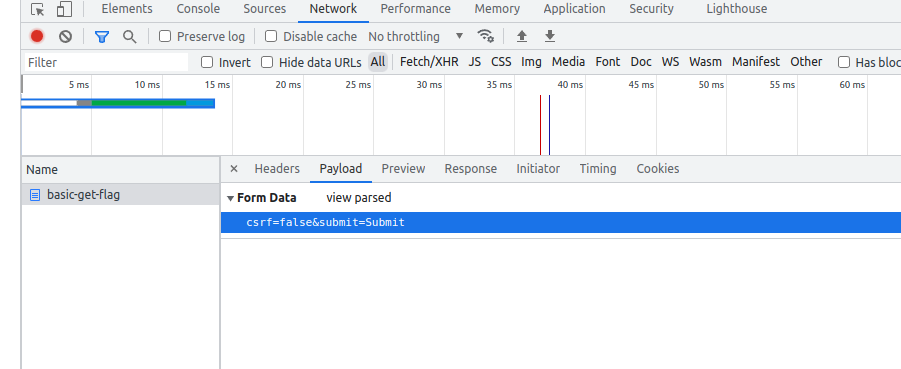 Elements Console Sources Network Performance Memory Application Security Lighthouse
Preserve log Disable cache No throttling
Filter Invert Hide data URLs All Fetch/XHR JS CSS Img Media Font Doc WS Wasm Manifest Other Has bloc
5 ms 10 ms 15 ms 20 ms 25 ms 30 ms 35 ms 40 ms 45 ms 50 ms 55 ms 60 ms
Name × Headers Payload Preview Response Initiator Timing Cookies
basic-get-flag
Form Data view parsed
csrf=false&submit=Submit